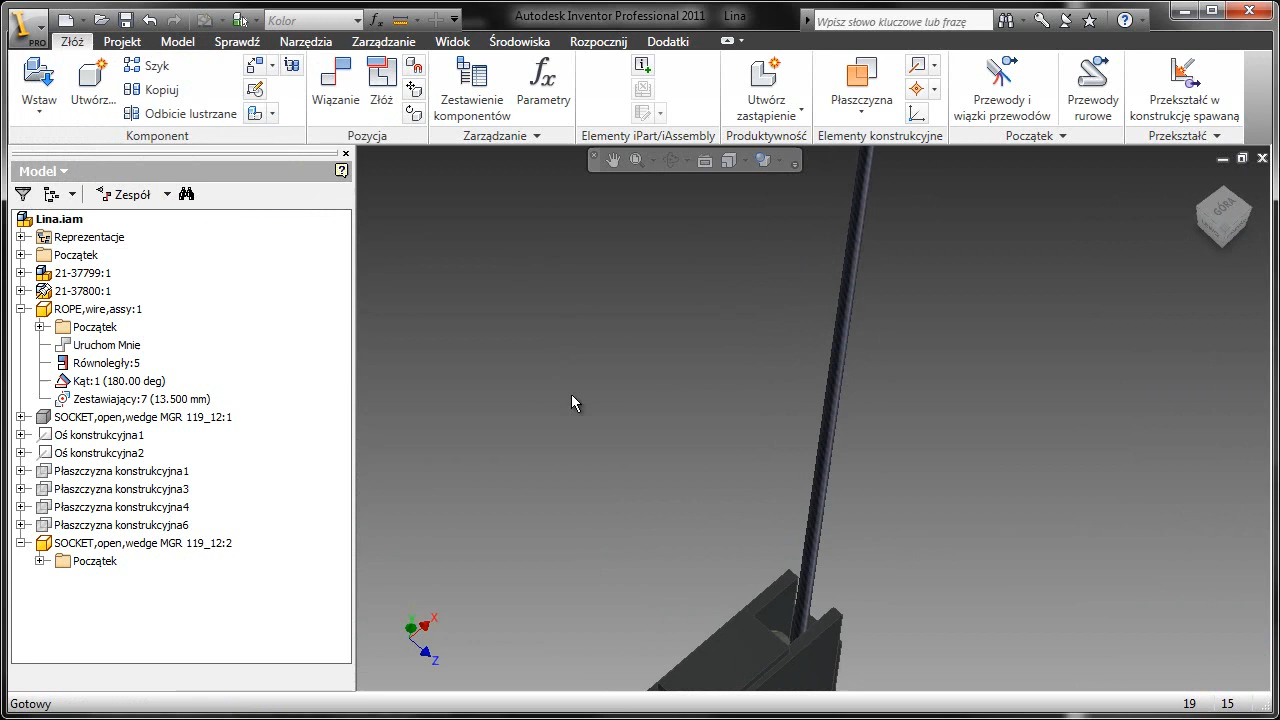 PRO
Kolor
Autodesk Inventor Professional 2011 Lina
Wpisz słowo kluczowe lub frazę
Złóż Projekt Model Sprawdź Narzędzia Zarządzanie Widok Środowiska Rozpocznij Dodatki
Wstaw
Utwórz...
Szyk
Kopiuj
Odbicie lustrzane
Wiązanie
Złóż
Zestawienie
komponentów
fx
Parametry
Utwórz
zastąpienie
Płaszczyzna
Przewody i
wiązki przewodów
Przewody
rurowe
Przekształć w
konstrukcję spawaną
Komponent Pozycja Zarządzanie Elementy iPart/iAssembly Produktywność Elementy konstrukcyjne Początek Przekształć
Model
Zespół
Lina.iam
Reprezentacje
Początek
21-37799:1
21-37800:1
ROPE,wire,assy:1
Początek
Uruchom Mnie
Równoległy:5
Kąt:1 (180.00 deg)
Zestawiający:7 (13.500 mm)
SOCKET,open,wedge MGR 119_12:1
Oś konstrukcyjna1
Oś konstrukcyjna2
Płaszczyzna konstrukcyjna1
Płaszczyzna konstrukcyjna3
Płaszczyzna konstrukcyjna4
Płaszczyzna konstrukcyjna6
SOCKET,open,wedge MGR 119_12:2
Początek
GÓRA
X
Y
Z
Gotowy 19 15